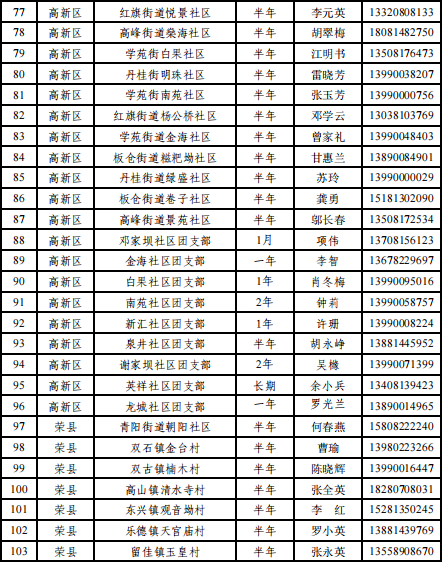 77 高新区 红旗街道悦景社区 半年 李元英 13320808133
78 高新区 高峰街道燊海社区 半年 胡翠梅 18081482750
79 高新区 学苑街白果社区 半年 江明书 13508176473
80 高新区 丹桂街明珠社区 半年 雷晓芳 13990038207
81 高新区 学苑街南苑社区 半年 张玉芳 13990000756
82 高新区 红旗街道杨公桥社区 半年 邓学云 13038103769
83 高新区 学苑街道金海社区 半年 曾家礼 13990048403
84 高新区 板仓街道糍粑坳社区 半年 甘惠兰 13890084901
85 高新区 丹桂街道绿盛社区 半年 苏玲 13990000029
86 高新区 板仓街道卷子社区 半年 龚勇 15181302090
87 高新区 高峰街道景苑社区 半年 邬长春 13508172534
88 高新区 邓家坝社区团支部 1月 项伟 13708156123
89 高新区 金海社区团支部 一年 李智 13678229697
90 高新区 白果社区团支部 1年 肖冬梅 13990095016
91 高新区 南苑社区团支部 2年 钟莉 13990058757
92 高新区 新汇社区团支部 1年 许珊 13990008224
93 高新区 泉井社区团支部 半年 胡永峥 13881445952
94 高新区 谢家坝社区团支部 2年 吴橼 13990071399
95 高新区 英祥社区团支部 长期 余小兵 13408139423
96 高新区 龙城社区团支部 一年 罗光兰 13890014965
97 荣县 青阳街道朝阳社区 半年 何春燕 15808222240
98 荣县 双石镇金台村 半年 曹瑜 13980223266
99 荣县 双古镇楠木村 半年 陈晓辉 13990016447
100 荣县 高山镇清水寺村 半年 张全英 18280708031
101 荣县 东兴镇观音坳村 半年 李 红 15281350245
102 荣县 乐德镇天官庙村 半年 罗小英 13881439769
103 荣县 留佳镇玉皇村 半年 张永英 13558908670